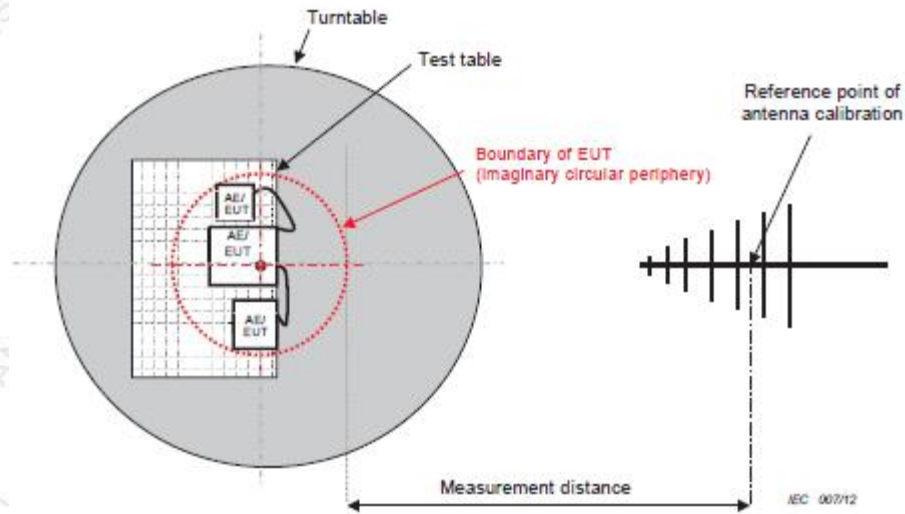 Turntable
Test table
Reference point of
antenna calibration
Boundary of EUT
(imaginary circular periphery)
AE/
EUT
AE/
EUT
AE/
EUT
Measurement distance
IEC 007/12